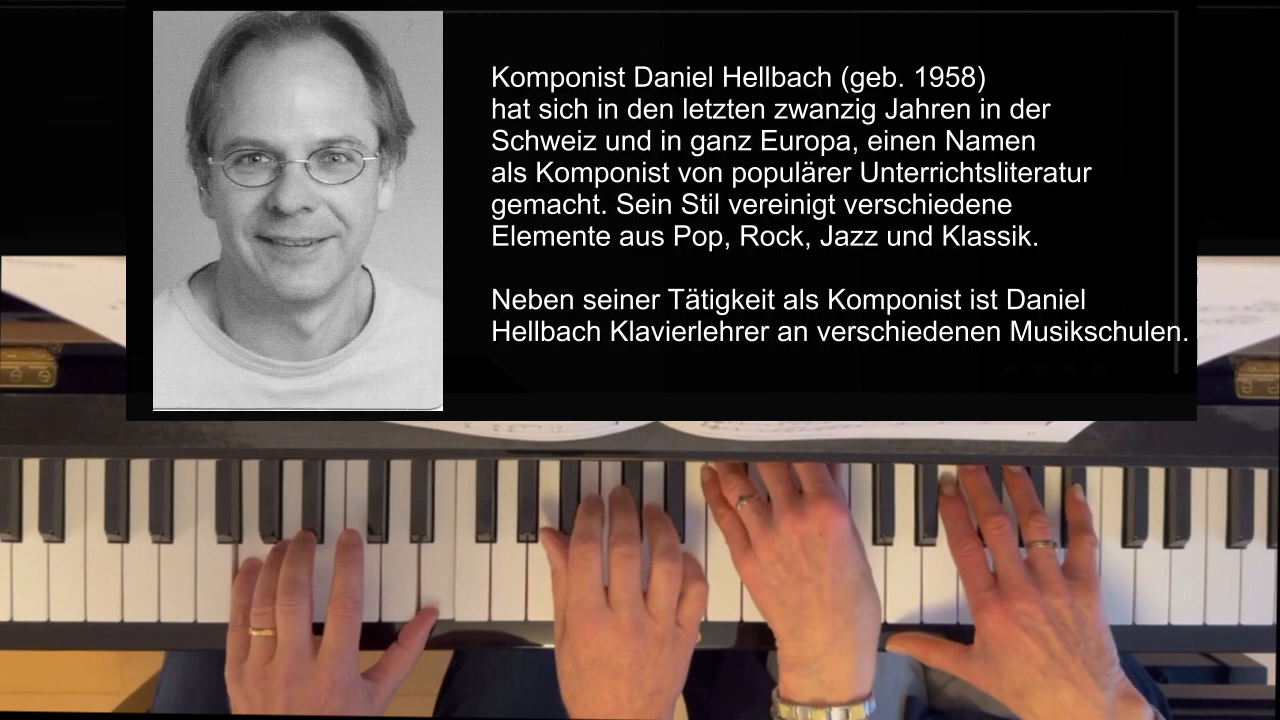 Komponist Daniel Hellbach (geb. 1958)
hat sich in den letzten zwanzig Jahren in der
Schweiz und in ganz Europa, einen Namen
als Komponist von populärer Unterrichtsliteratur
gemacht. Sein Stil vereinigt verschiedene
Elemente aus Pop, Rock, Jazz und Klassik.
Neben seiner Tätigkeit als Komponist ist Daniel
Hellbach Klavierlehrer an verschiedenen Musikschulen.